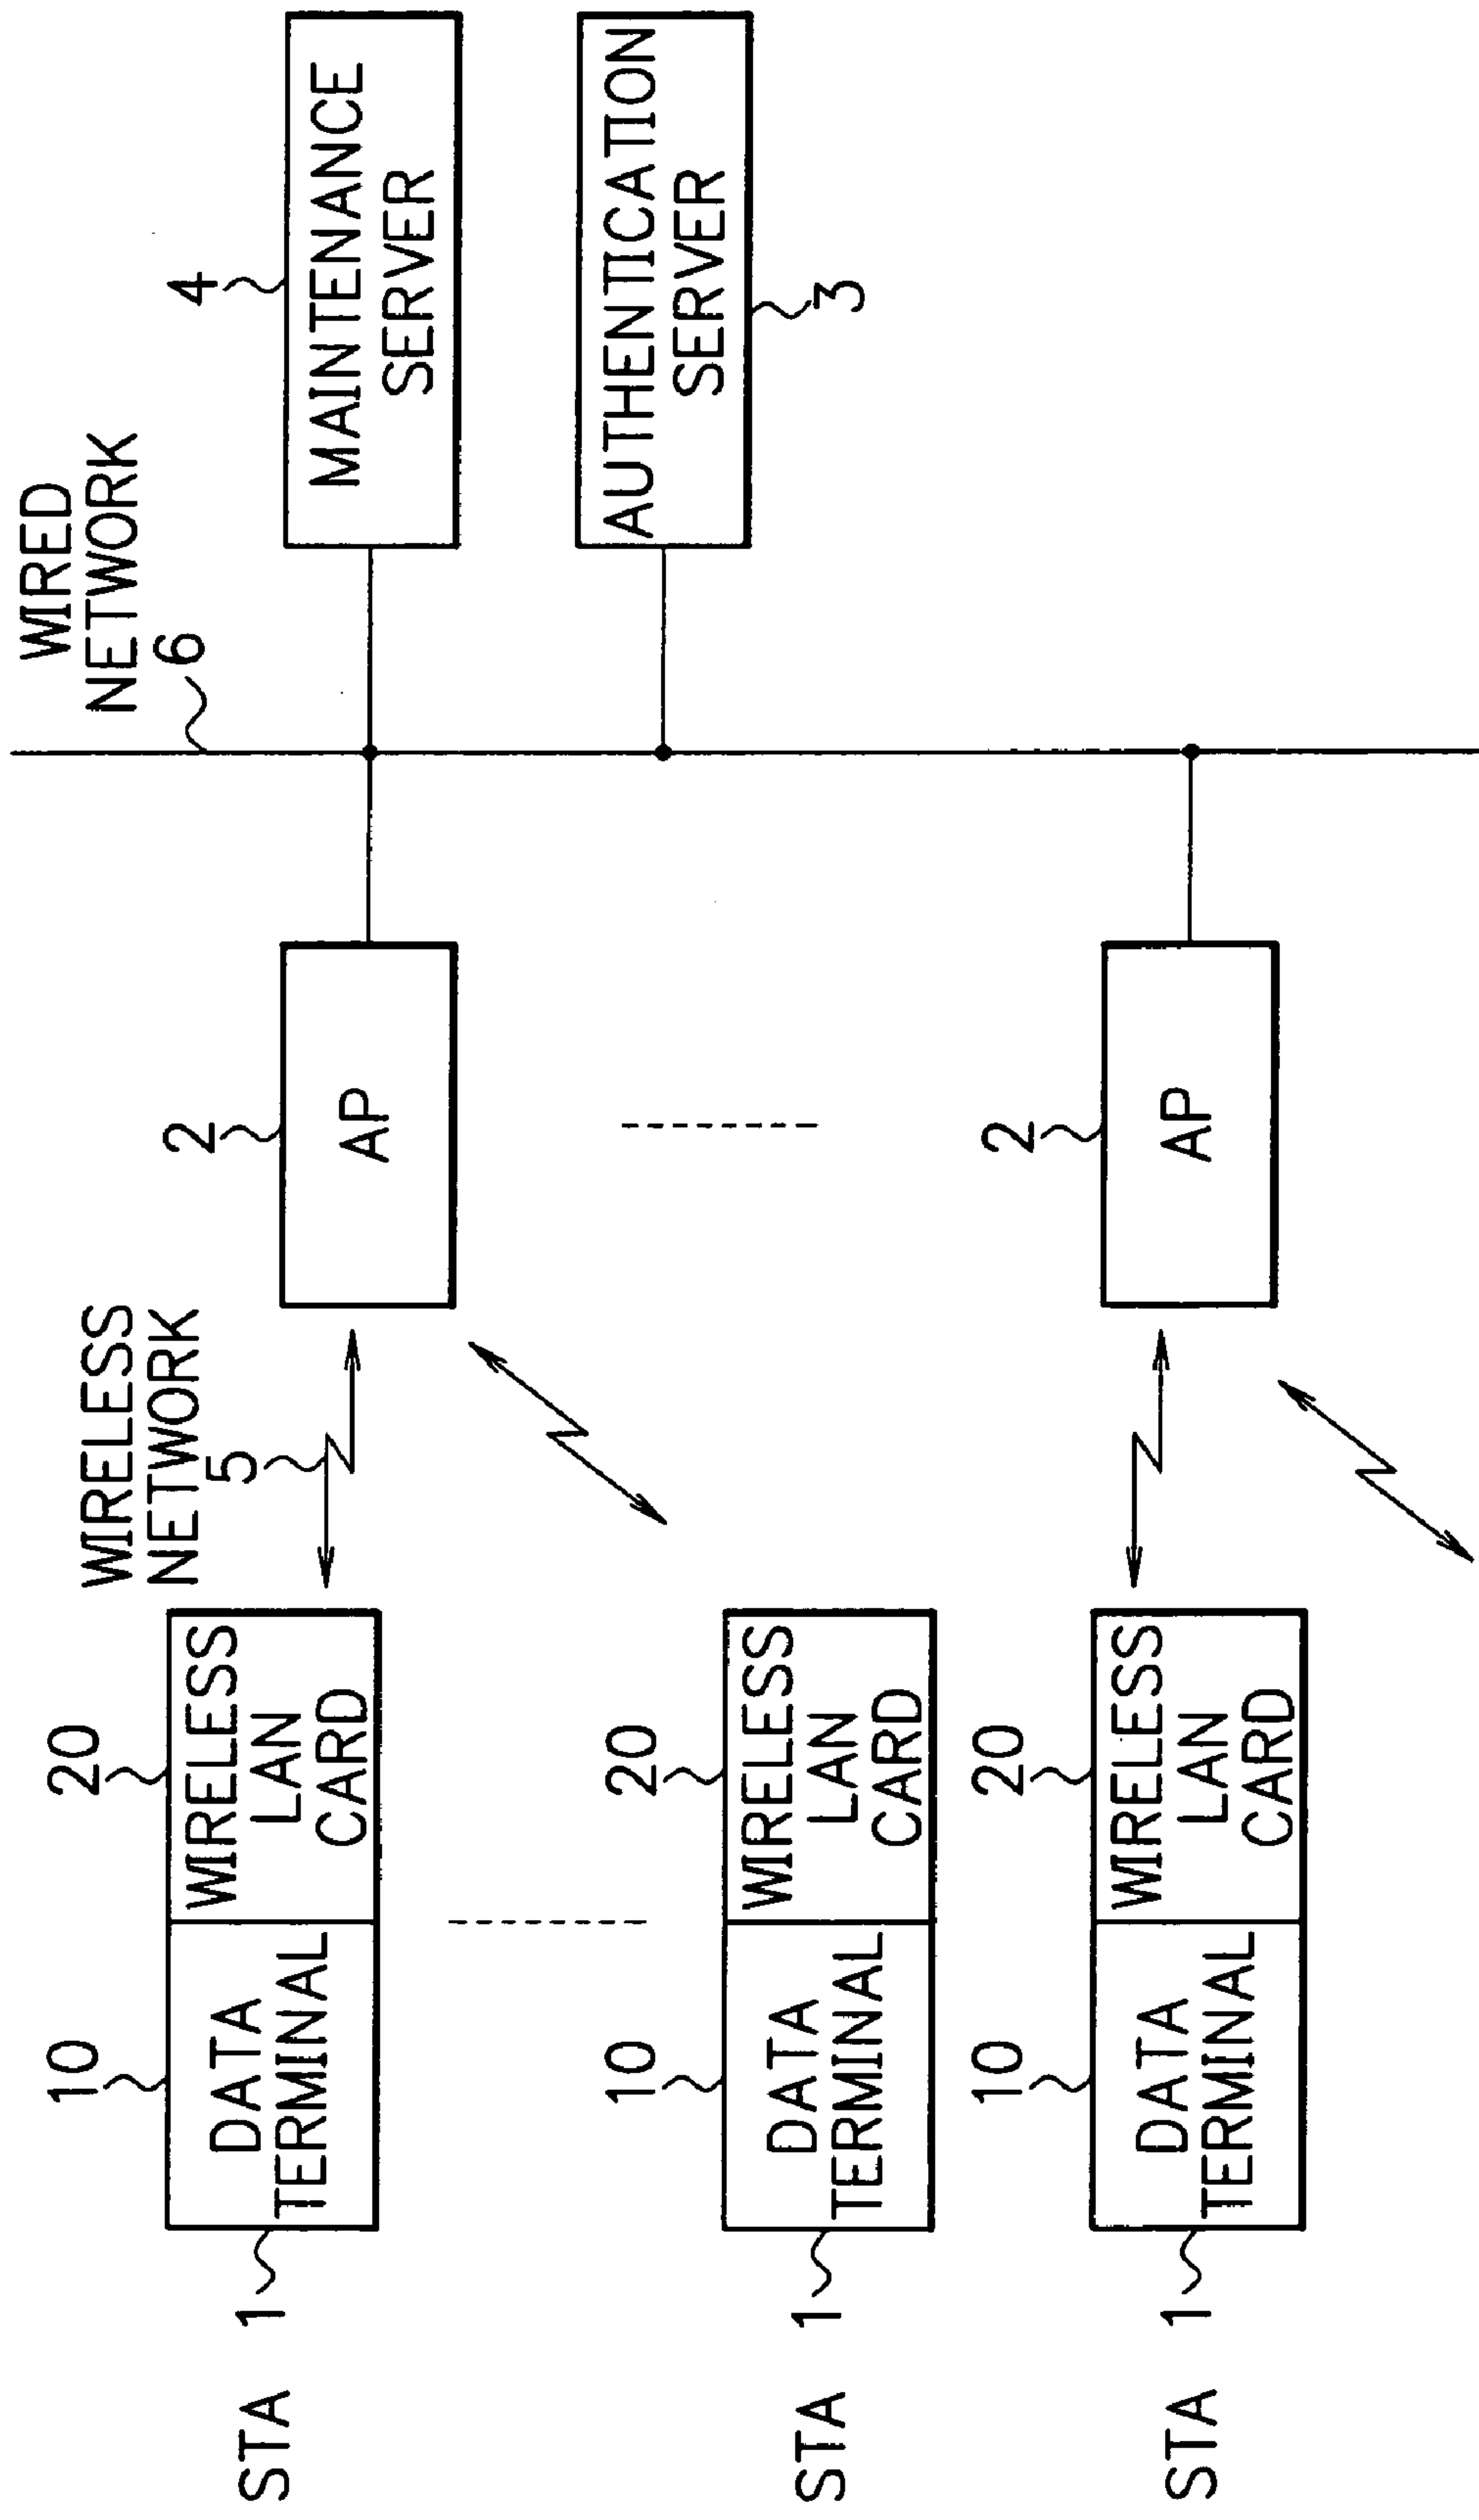 WIRELESS
NETWORK
5
WIRED
NETWORK
6
STA 1
10
20
DATA
TERMINAL
WIRELESS
LAN
CARD
2
AP
4
MAINTENANCE
SERVER
AUTHENTICATION
SERVER
3
STA 1
10
20
DATA
TERMINAL
WIRELESS
LAN
CARD
STA 1
10
20
DATA
TERMINAL
WIRELESS
LAN
CARD
2
AP